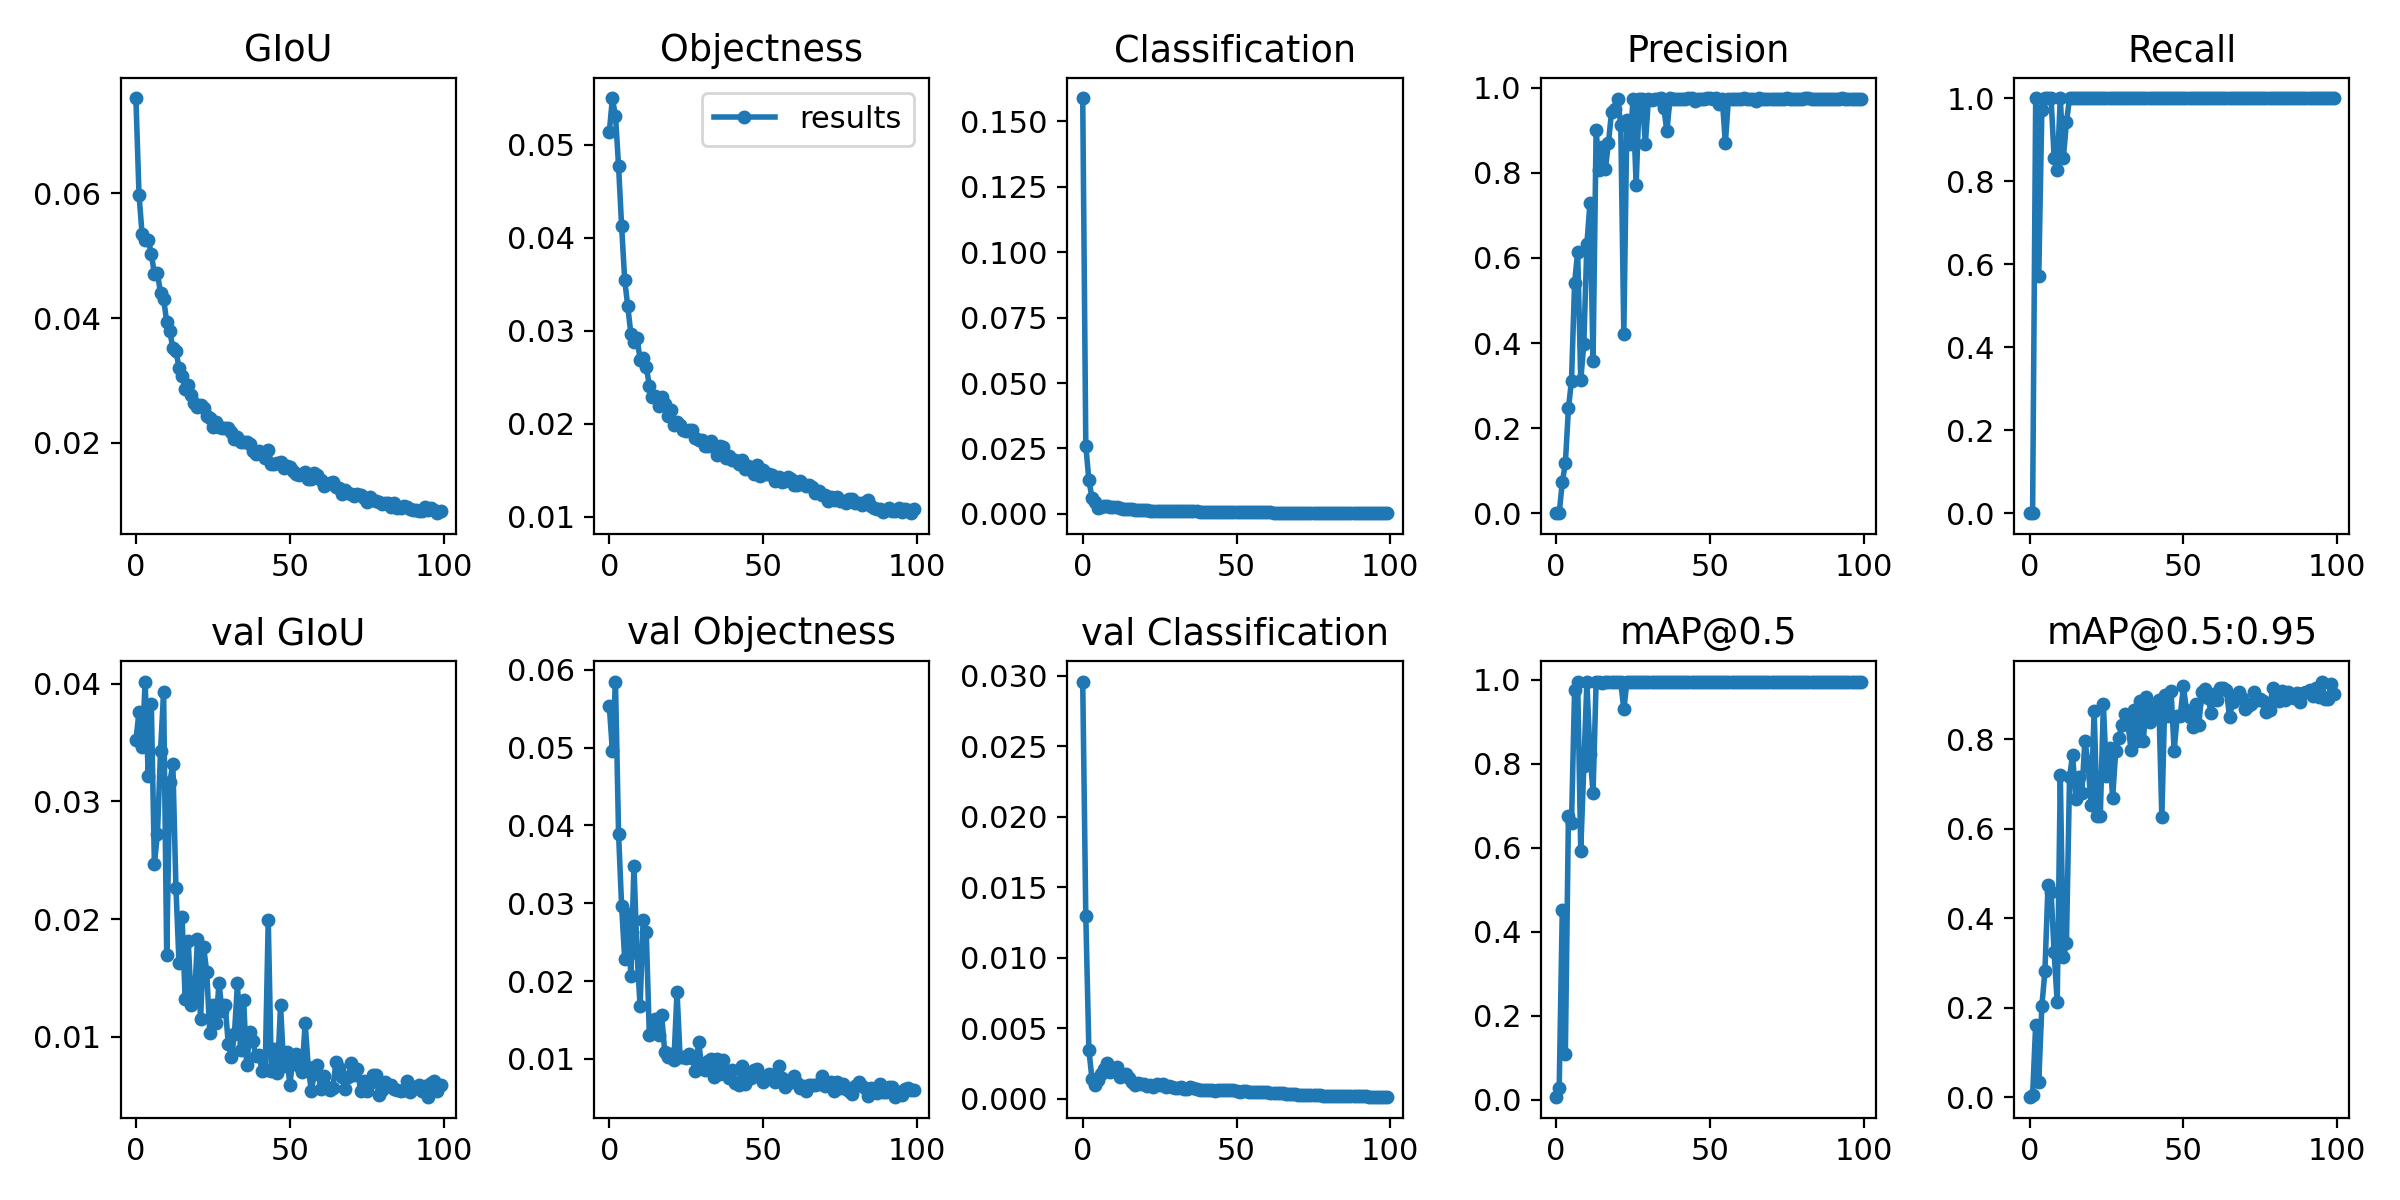 GIoU
Objectness
Classification
Precision
Recall
results
0.06
0.04
0.02
0 50 100
0.05
0.04
0.03
0.02
0.01
0 50 100
0.150
0.125
0.100
0.075
0.050
0.025
0.000
0 50 100
1.0
0.8
0.6
0.4
0.2
0.0
0 50 100
1.0
0.8
0.6
0.4
0.2
0.0
0 50 100
val GIoU
val Objectness
val Classification
mAP@0.5
mAP@0.5:0.95
0.04
0.03
0.02
0.01
0 50 100
0.06
0.05
0.04
0.03
0.02
0.01
0 50 100
0.030
0.025
0.020
0.015
0.010
0.005
0.000
0 50 100
1.0
0.8
0.6
0.4
0.2
0.0
0 50 100
0.8
0.6
0.4
0.2
0.0
0 50 100